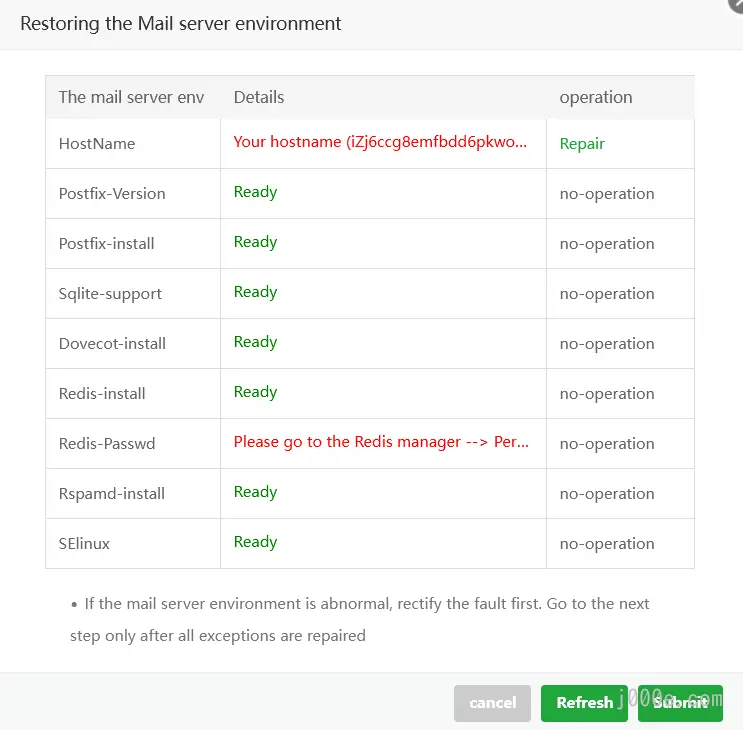 Restoring the Mail server environment
The mail server env Details operation
HostName Your hostname (iZj6ccg8emfbdd6pkwo... Repair
Postfix-Version Ready no-operation
Postfix-install Ready no-operation
Sqlite-support Ready no-operation
Dovecot-install Ready no-operation
Redis-install Ready no-operation
Redis-Passwd Please go to the Redis manager --> Per... no-operation
Rspamd-install Ready no-operation
SElinux Ready no-operation
• If the mail server environment is abnormal, rectify the fault first. Go to the next
step only after all exceptions are repaired
cancel Refresh Submit
j000e.com